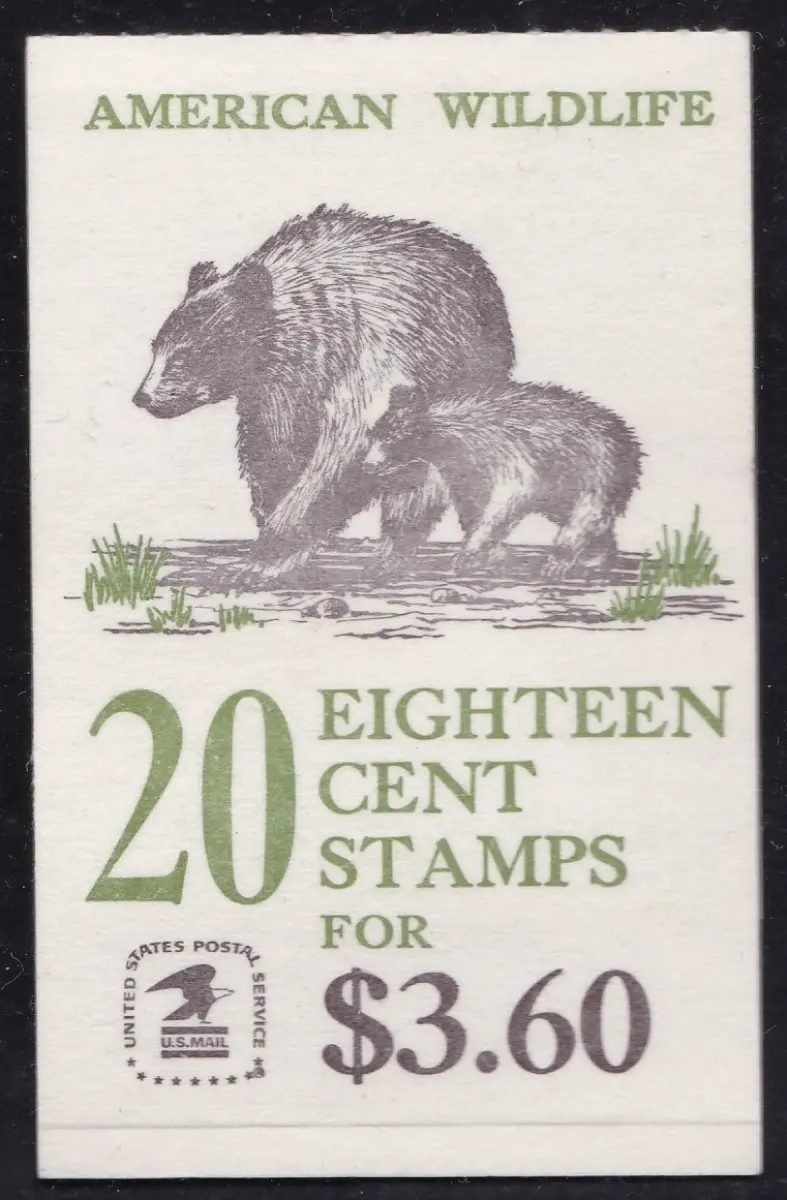 AMERICAN WILDLIFE
20
EIGHTEEN
CENT
STAMPS
FOR
$3.60
UNITED STATES POSTAL SERVICE
U.S.MAIL
®